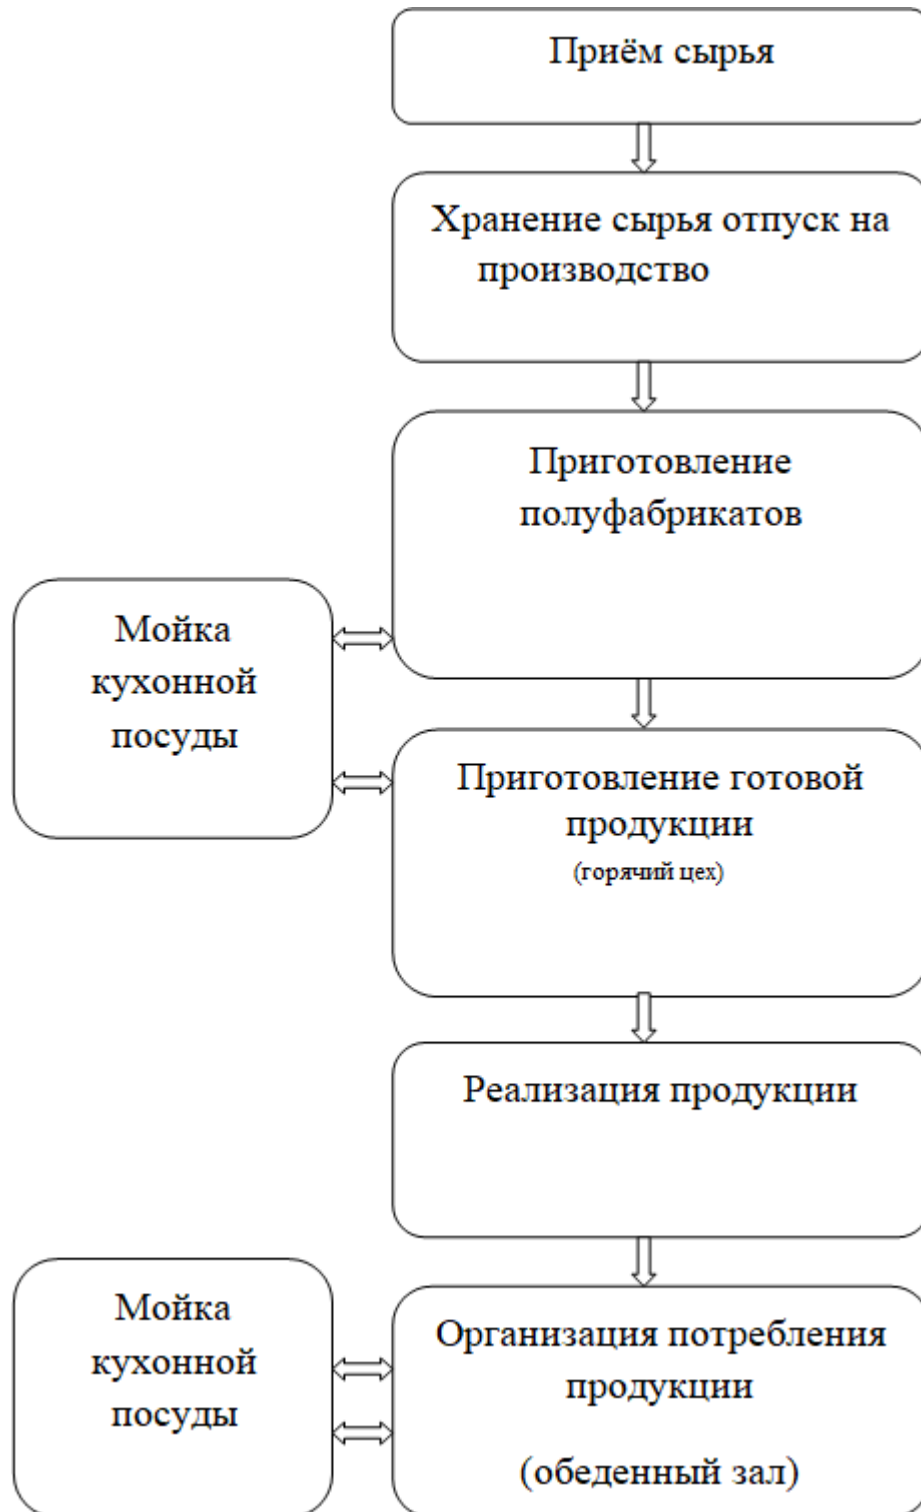 Приём сырья
Хранение сырья отпуск на
производство
Приготовление
полуфабрикатов
Мойка
кухонной
посуды
Приготовление готовой
продукции
(горячий цех)
Реализация продукции
Мойка
кухонной
посуды
Организация потребления
продукции
(обеденный зал)